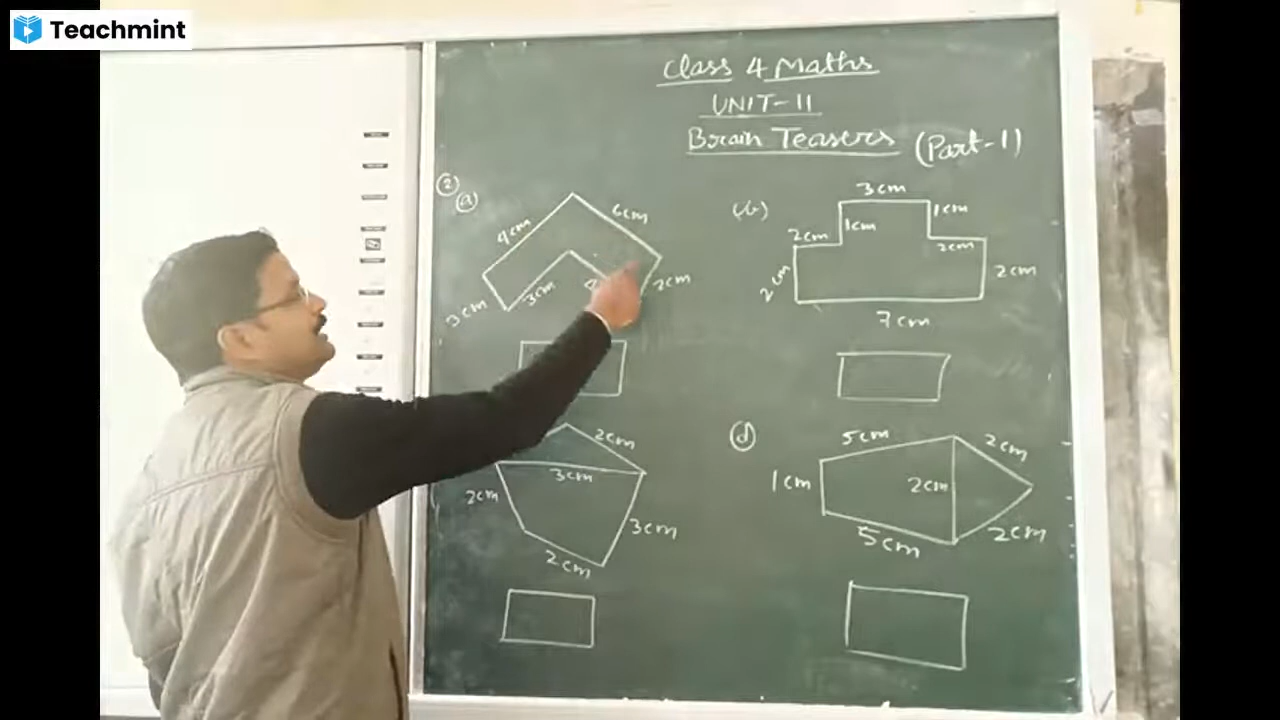 Teachmint
Class 4 Maths
UNIT-11
Brain Teasers (Part-1)
(2)
(a)
4cm
6cm
3cm
3cm
2cm
(b)
3cm
1cm
1cm
2cm
2cm
2cm
2cm
7cm
2cm
3cm
2cm
3cm
2cm
(d)
5cm
2cm
1cm
2cm
5cm
2cm